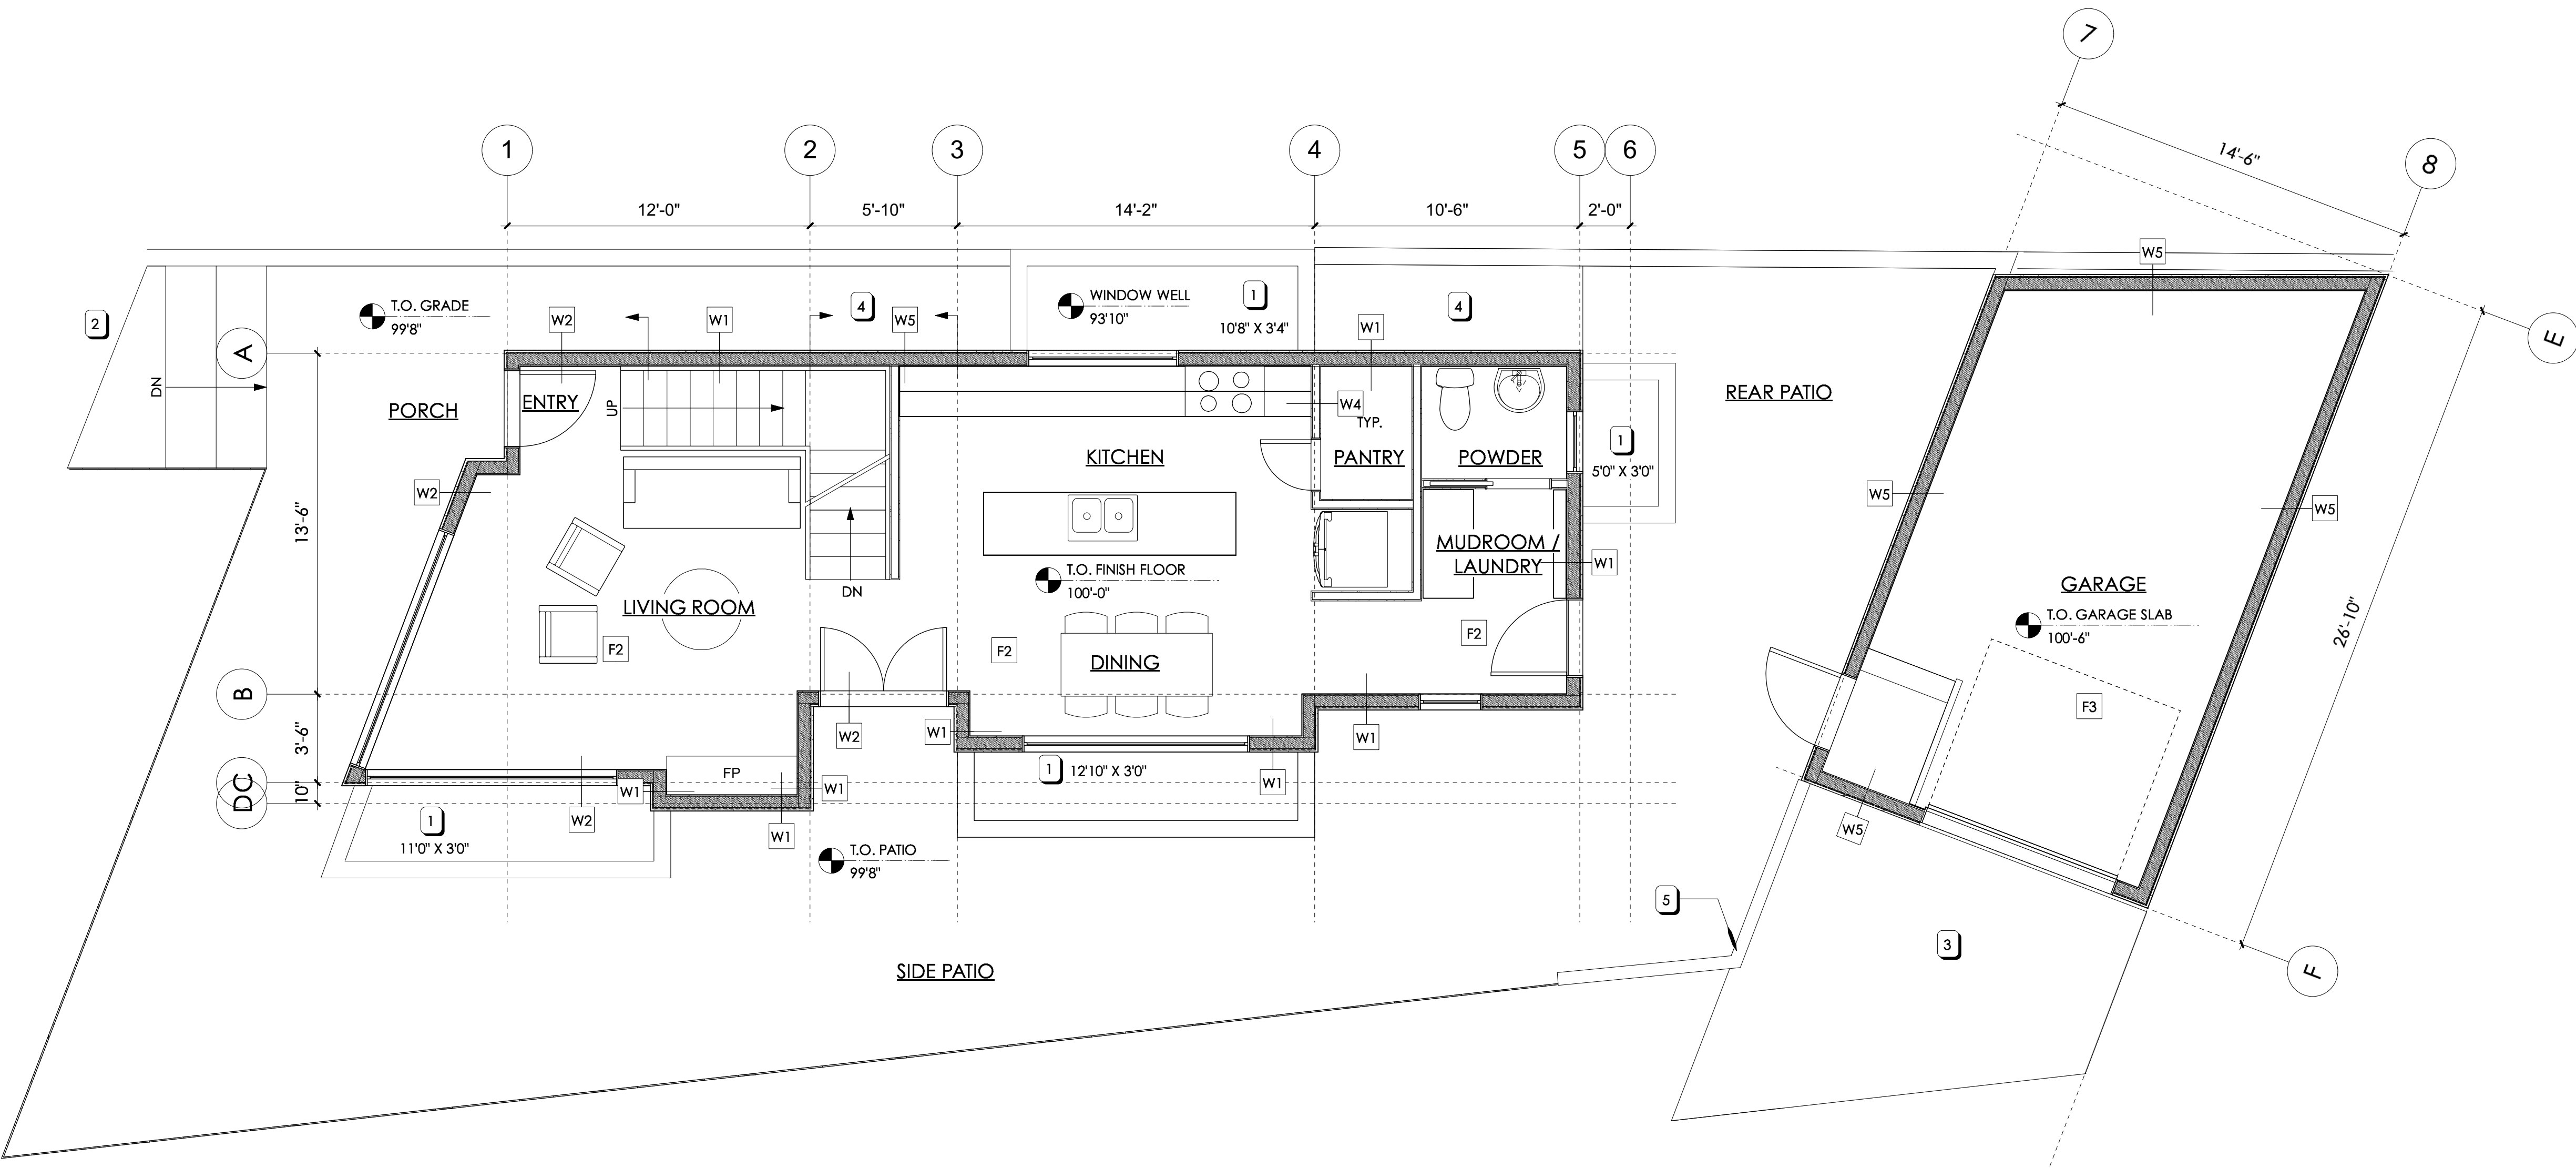 7
8
1
2
3
4
5
6
14'-6"
12'-0"
5'-10"
14'-2"
10'-6"
2'-0"
W5
2
T.O. GRADE
99'8"
W2
W1
4
W5
WINDOW WELL
93'10"
1
10'8" X 3'4"
4
W1
E
A
DN
PORCH
ENTRY
UP
W4
TYP.
REAR PATIO
KITCHEN
PANTRY
POWDER
1
5'0" X 3'0"
W2
W5
W5
13'-6"
MUDROOM /
LAUNDRY
W1
T.O. FINISH FLOOR
100'-0"
DN
GARAGE
T.O. GARAGE SLAB
100'-6"
26'-10"
LIVING ROOM
F2
F2
DINING
F2
B
F3
3'-6"
W2
W1
W1
FP
1
12'10" X 3'0"
W1
DC
10"
W1
W1
W2
W1
1
11'0" X 3'0"
W5
T.O. PATIO
99'8"
5
3
SIDE PATIO
F